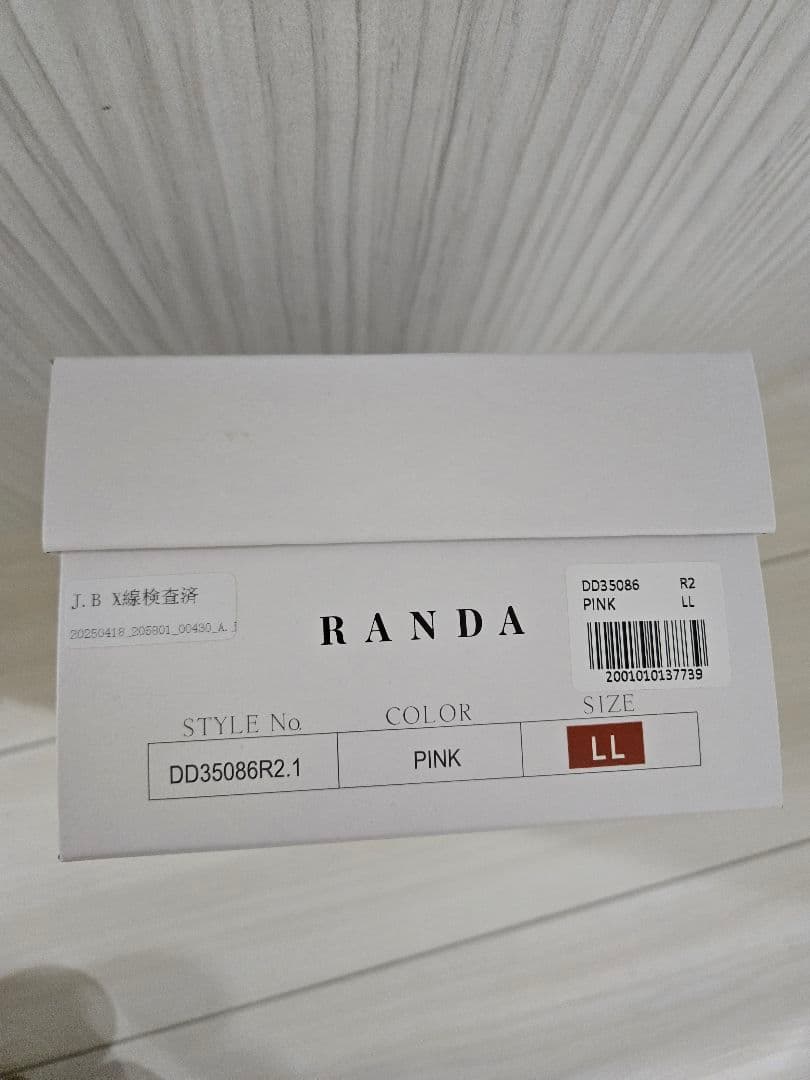 J.B X線検査済
20250418_205801_00430_A.
RANDA
DD35086 R2
PINK LL
2001010137739
STYLE No. COLOR SIZE
DD35086R2.1 PINK LL